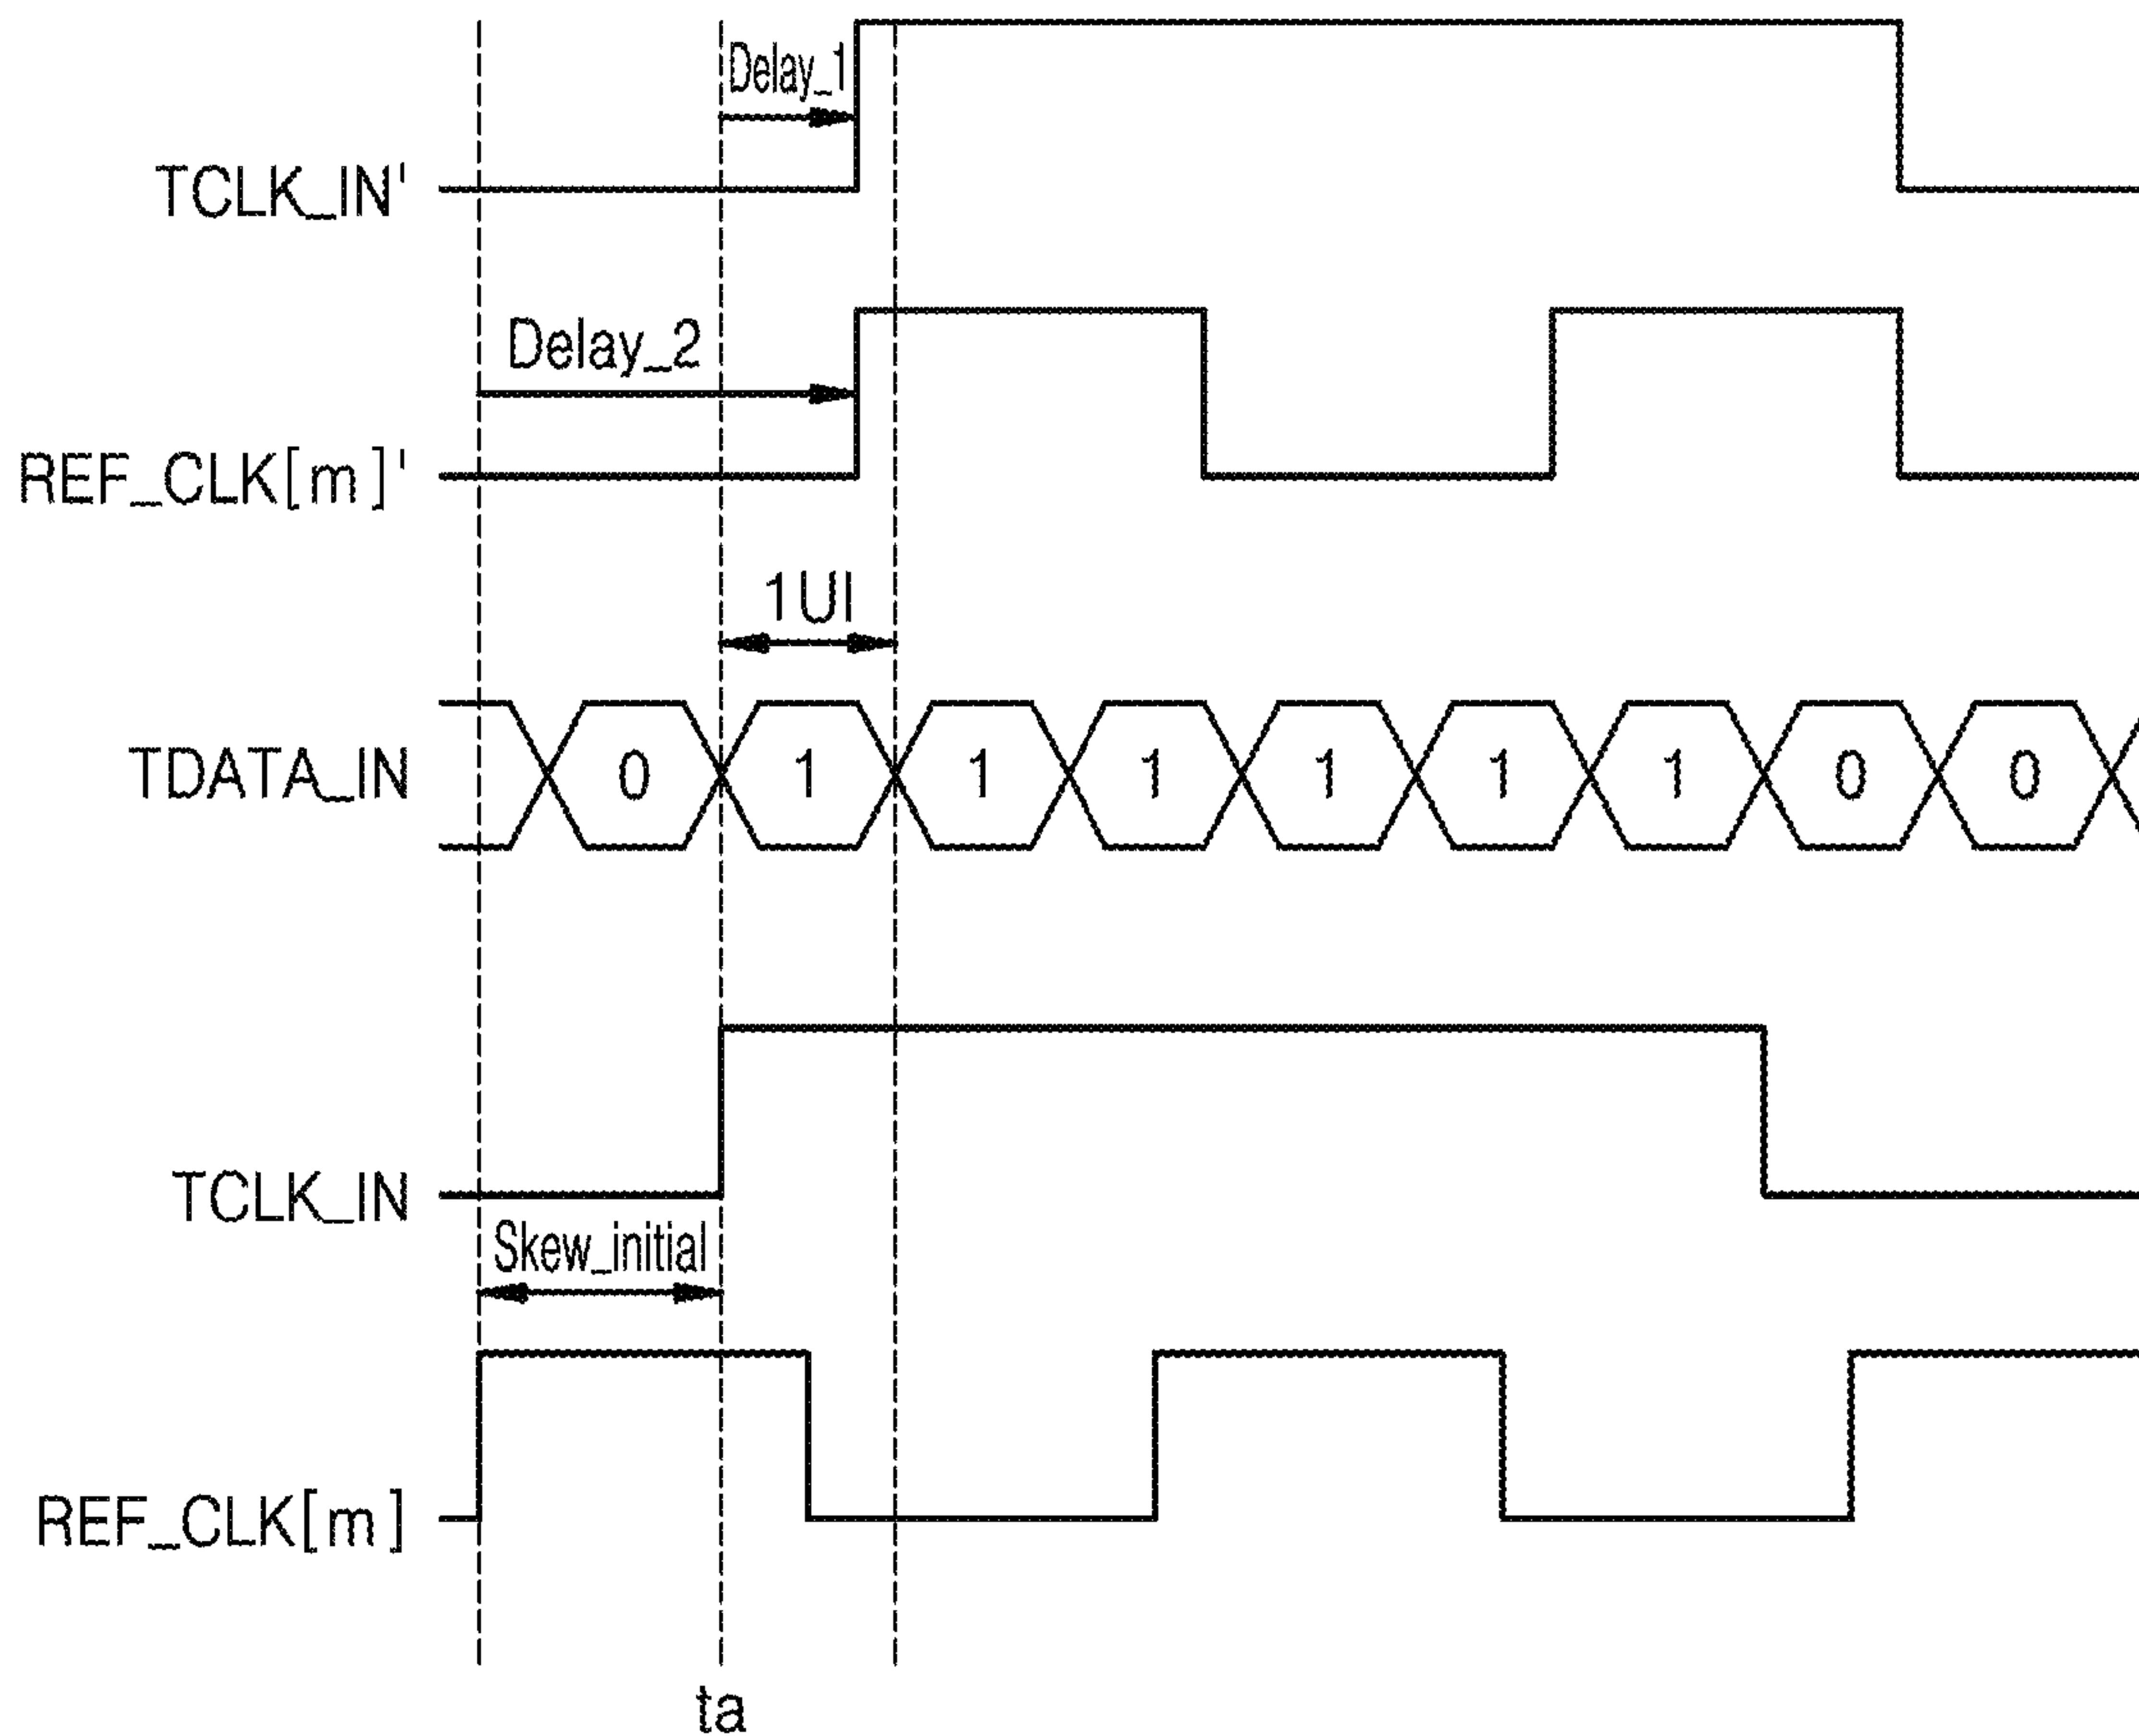 Delay_1
TCLK_IN'
Delay_2
REF_CLK[m]'
1UI
TDATA_IN 0 1 1 1 1 1 1 0 0
TCLK_IN
Skew_initial
REF_CLK[m]
ta